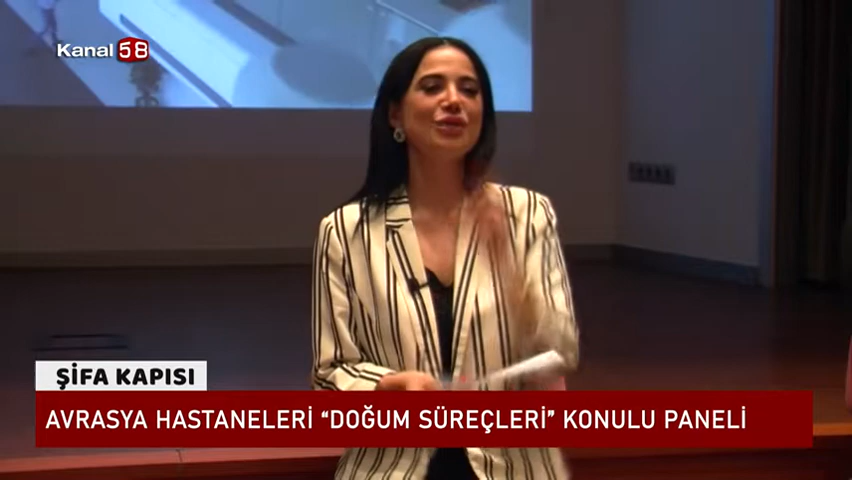 Kanal 58
ŞİFA KAPISI
AVRASYA HASTANELERİ “DOĞUM SÜREÇLERİ” KONULU PANELİ